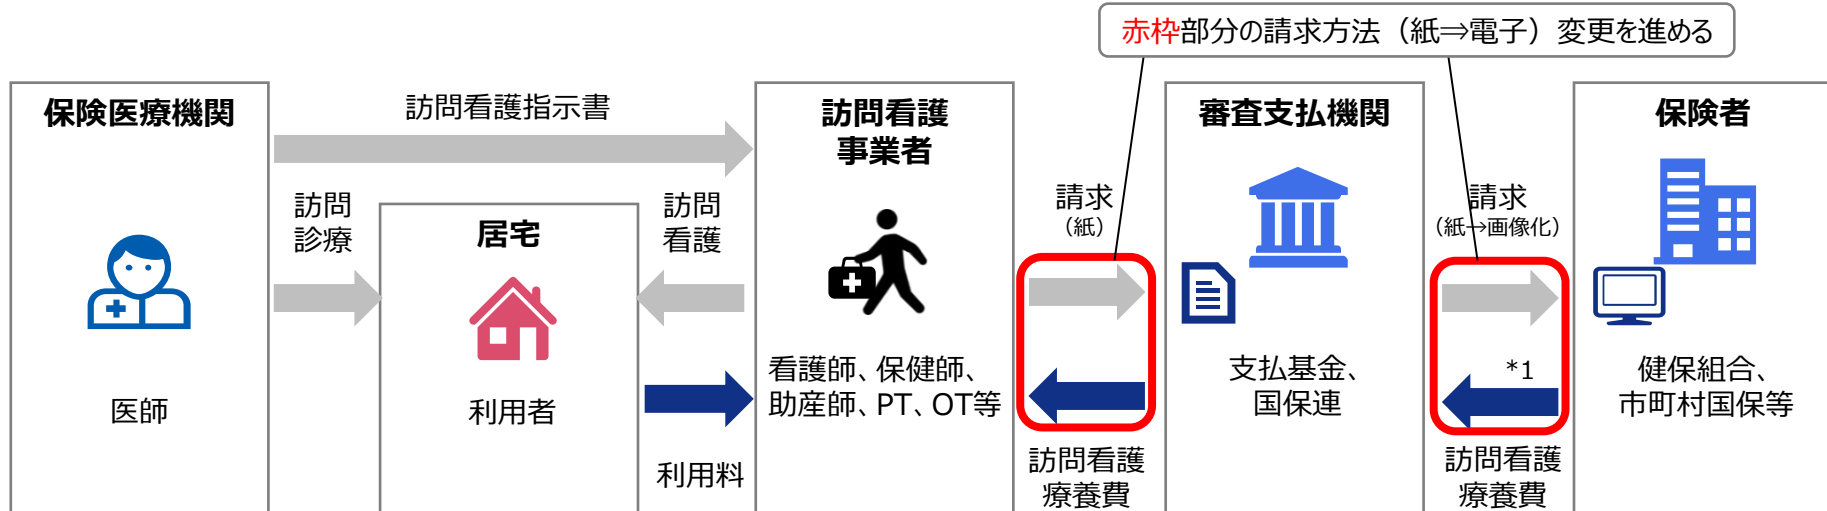 赤枠部分の請求方法（紙⇒電子）変更を進める
保険医療機関
訪問看護指示書
訪問
診療
医師
居宅
利用者
訪問
看護
利用料
訪問看護
事業者
看護師、保健師、
助産師、PT、OT等
請求
（紙）
訪問看護
療養費
審査支払機関
支払基金、
国保連
請求
（紙→画像化）
*1
訪問看護
療養費
保険者
健保組合、
市町村国保等